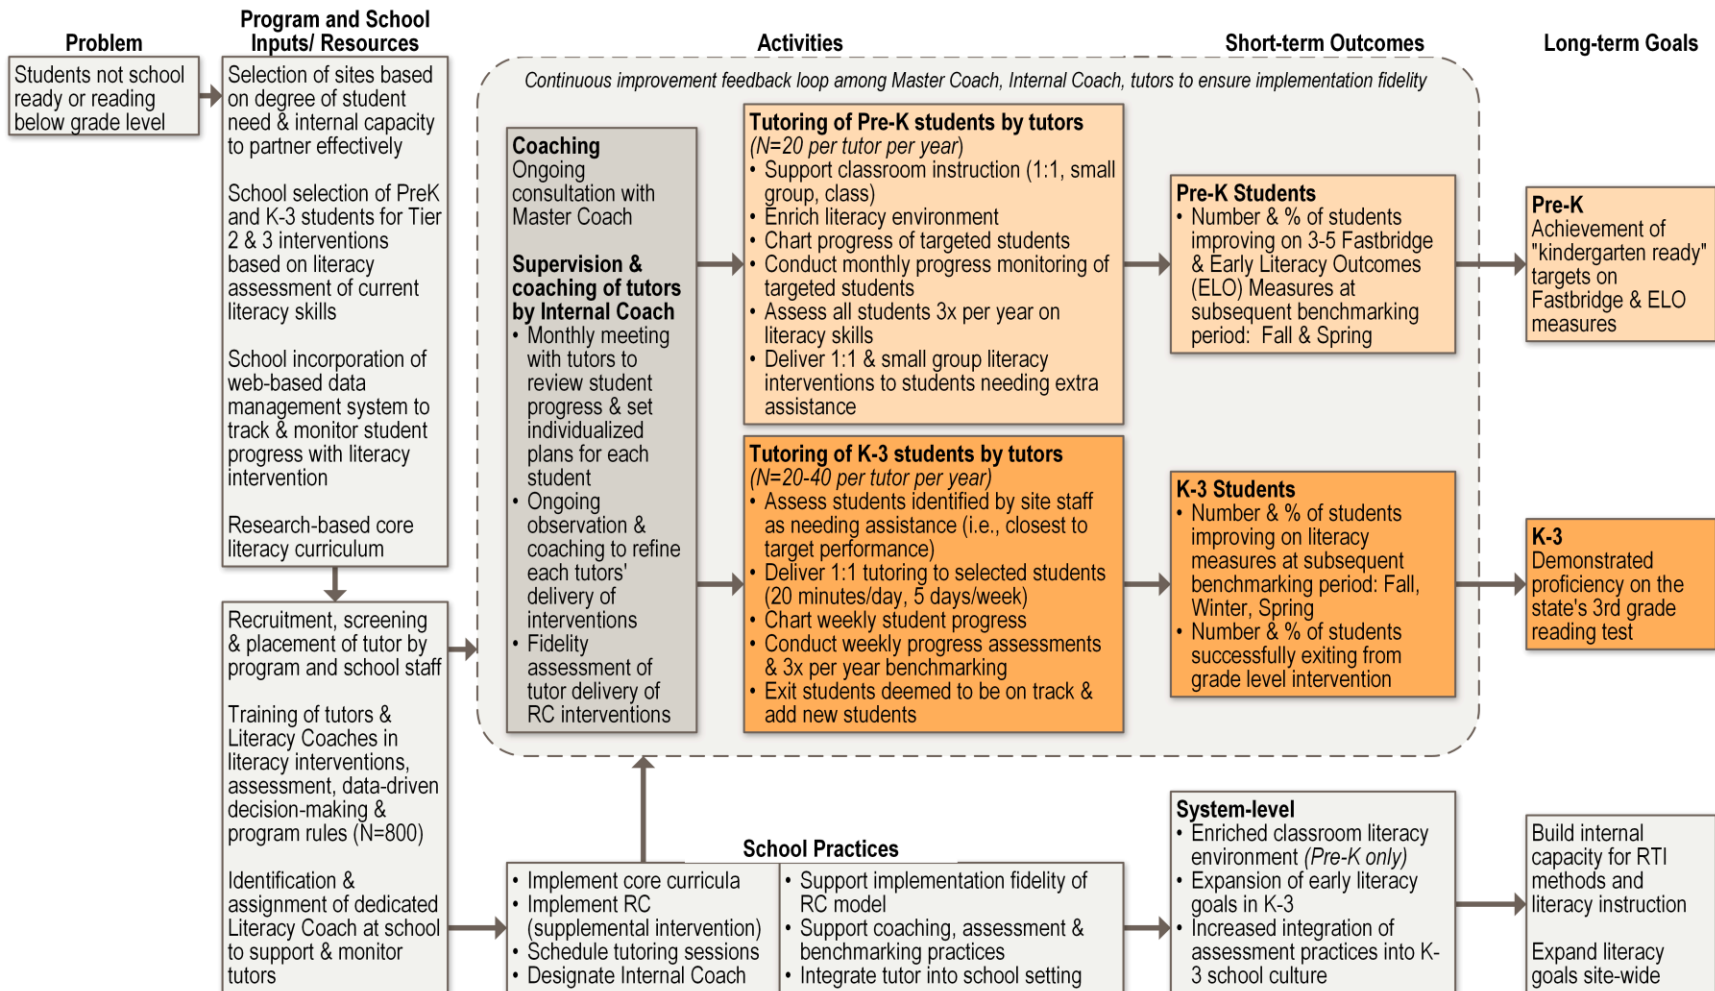 Problem
Students not school
ready or reading
below grade level
Program and School
Inputs/ Resources
Selection of sites based
on degree of student
need & internal capacity
to partner effectively
School selection of PreK
and K-3 students for Tier
2 & 3 interventions
based on literacy
assessment of current
literacy skills
School incorporation of
web-based data
management system to
track & monitor student
progress with literacy
intervention
Research-based core
literacy curriculum
Recruitment, screening
& placement of tutor by
program and school staff
Training of tutors &
Literacy Coaches in
literacy interventions,
assessment, data-driven
decision-making &
program rules (N=800)
Identification &
assignment of dedicated
Literacy Coach at school
to support & monitor
tutors
Activities
Short-term Outcomes
Long-term Goals
Continuous improvement feedback loop among Master Coach, Internal Coach, tutors to ensure implementation fidelity
Coaching
Ongoing
consultation with
Master Coach
Supervision &
coaching of tutors
by Internal Coach
• Monthly meeting
with tutors to
review student
progress & set
individualized
plans for each
student
• Ongoing
observation &
coaching to refine
each tutors'
delivery of
interventions
• Fidelity
assessment of
tutor delivery of
RC interventions
Tutoring of Pre-K students by tutors
(N=20 per tutor per year)
• Support classroom instruction (1:1, small
group, class)
• Enrich literacy environment
• Chart progress of targeted students
• Conduct monthly progress monitoring of
targeted students
• Assess all students 3x per year on
literacy skills
• Deliver 1:1 & small group literacy
interventions to students needing extra
assistance
Pre-K Students
• Number & % of students
improving on 3-5 Fastbridge
& Early Literacy Outcomes
(ELO) Measures at
subsequent benchmarking
period: Fall & Spring
Pre-K
Achievement of
"kindergarten ready"
targets on
Fastbridge & ELO
measures
Tutoring of K-3 students by tutors
(N=20-40 per tutor per year)
• Assess students identified by site staff
as needing assistance (i.e., closest to
target performance)
• Deliver 1:1 tutoring to selected students
(20 minutes/day, 5 days/week)
• Chart weekly student progress
• Conduct weekly progress assessments
& 3x per year benchmarking
• Exit students deemed to be on track &
add new students
K-3 Students
• Number & % of students
improving on literacy
measures at subsequent
benchmarking period: Fall,
Winter, Spring
• Number & % of students
successfully exiting from
grade level intervention
K-3
Demonstrated
proficiency on the
state's 3rd grade
reading test
School Practices
• Implement core curricula
• Implement RC
(supplemental intervention)
• Schedule tutoring sessions
• Designate Internal Coach
• Support implementation fidelity of
RC model
• Support coaching, assessment &
benchmarking practices
• Integrate tutor into school setting
System-level
• Enriched classroom literacy
environment (Pre-K only)
• Expansion of early literacy
goals in K-3
• Increased integration of
assessment practices into K-
3 school culture
Build internal
capacity for RTI
methods and
literacy instruction
Expand literacy
goals site-wide